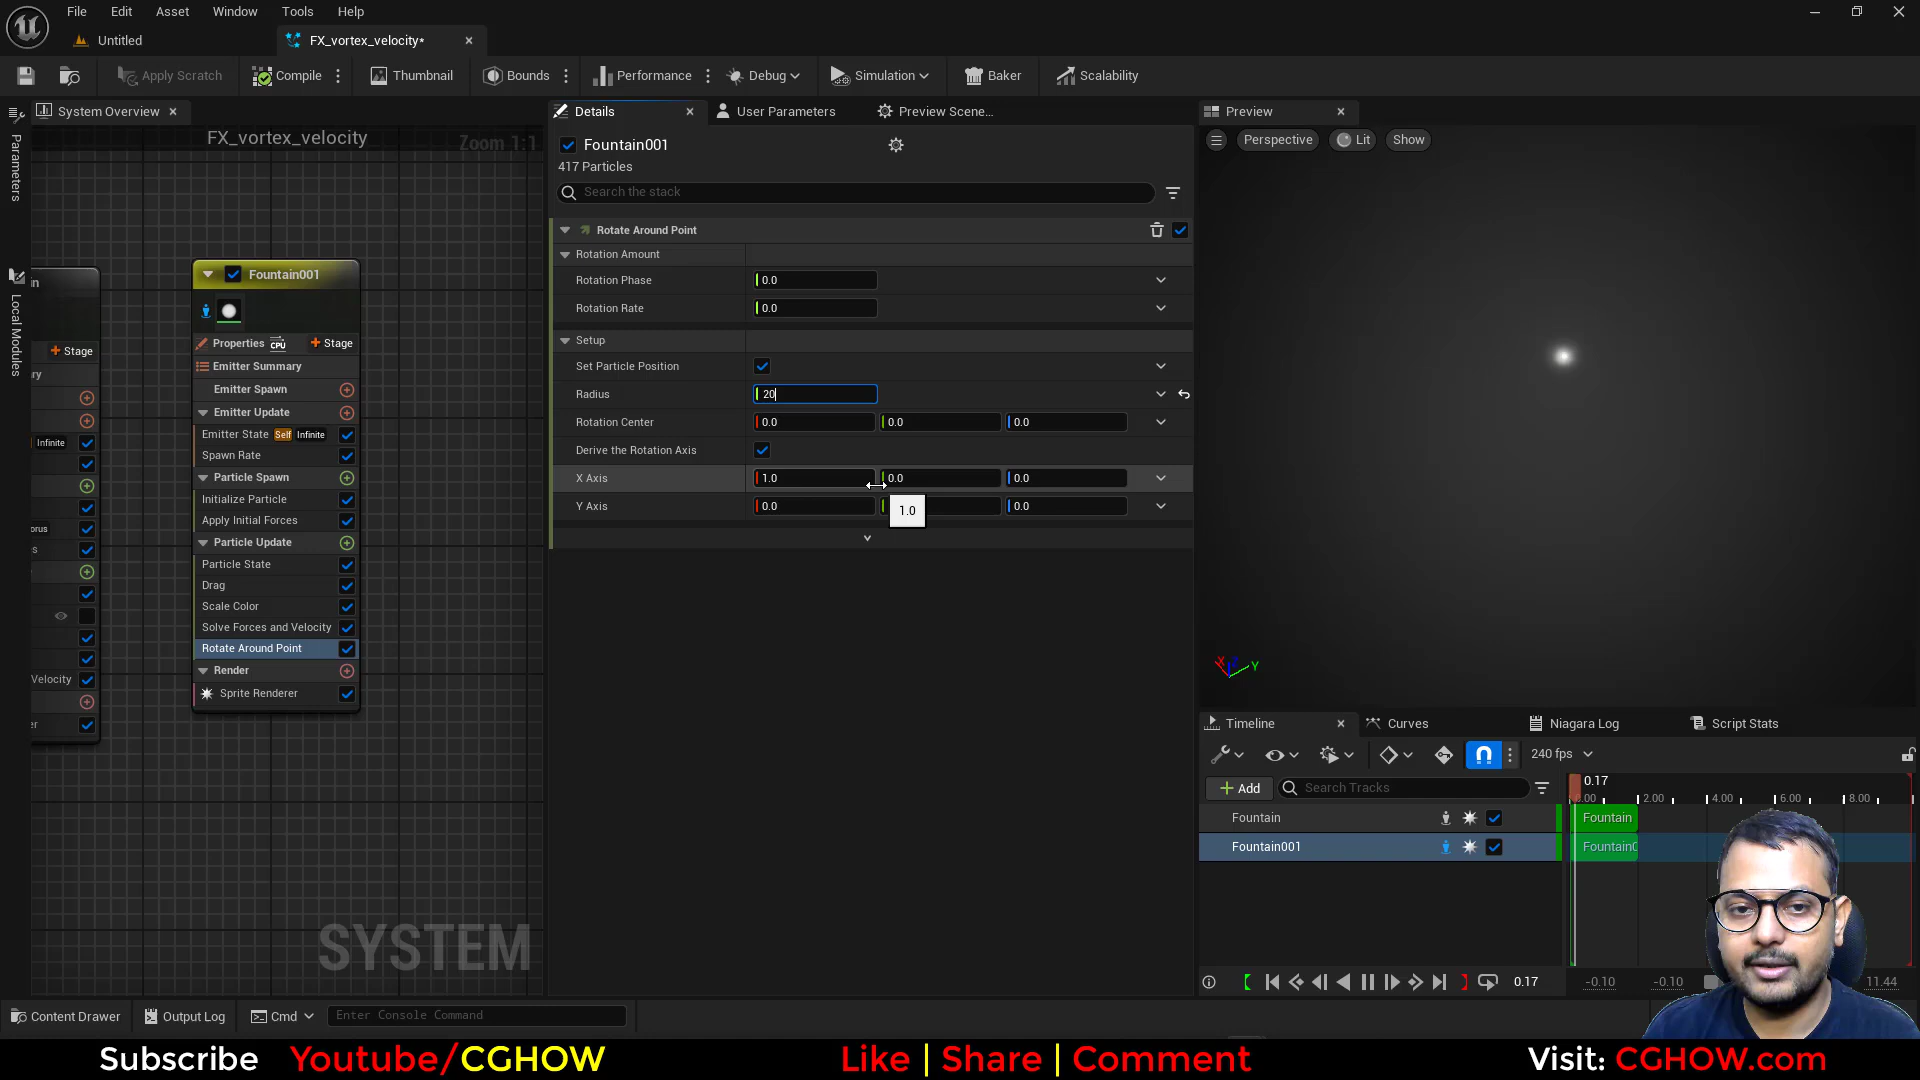 File Edit Asset Window Tools Help
Untitled FX_vortex_velocity*
Apply Scratch Compile Thumbnail Bounds Performance Debug Simulation Baker Scalability
System Overview Details User Parameters Preview Scene... Preview
Parameters
Local Modules
FX_vortex_velocity Zoom 1:1
Fountain001
417 Particles
Search the stack
Perspective Lit Show
Rotate Around Point
Rotation Amount
Rotation Phase 0.0
Rotation Rate 0.0
Setup
Set Particle Position
Radius 20
Rotation Center 0.0 0.0 0.0
Derive the Rotation Axis
X Axis 1.0 0.0 0.0
Y Axis 0.0 0.0
1.0
Stage
Infinite
Velocity
Fountain001
Properties CPU Stage
Emitter Summary
Emitter Spawn
Emitter Update
Emitter State Self Infinite
Spawn Rate
Particle Spawn
Initialize Particle
Apply Initial Forces
Particle Update
Particle State
Drag
Scale Color
Solve Forces and Velocity
Rotate Around Point
Render
Sprite Renderer
SYSTEM
X Z Y
Timeline Curves Niagara Log Script Stats
240 fps
Add Search Tracks 0.17
0.00 2.00 4.00 6.00 8.00
Fountain Fountain
Fountain001
0.17 -0.10 -0.10 11.44
Content Drawer Output Log Cmd Enter Console Command
Subscribe Youtube/CGHOW Like | Share | Comment Visit: CGHOW.com